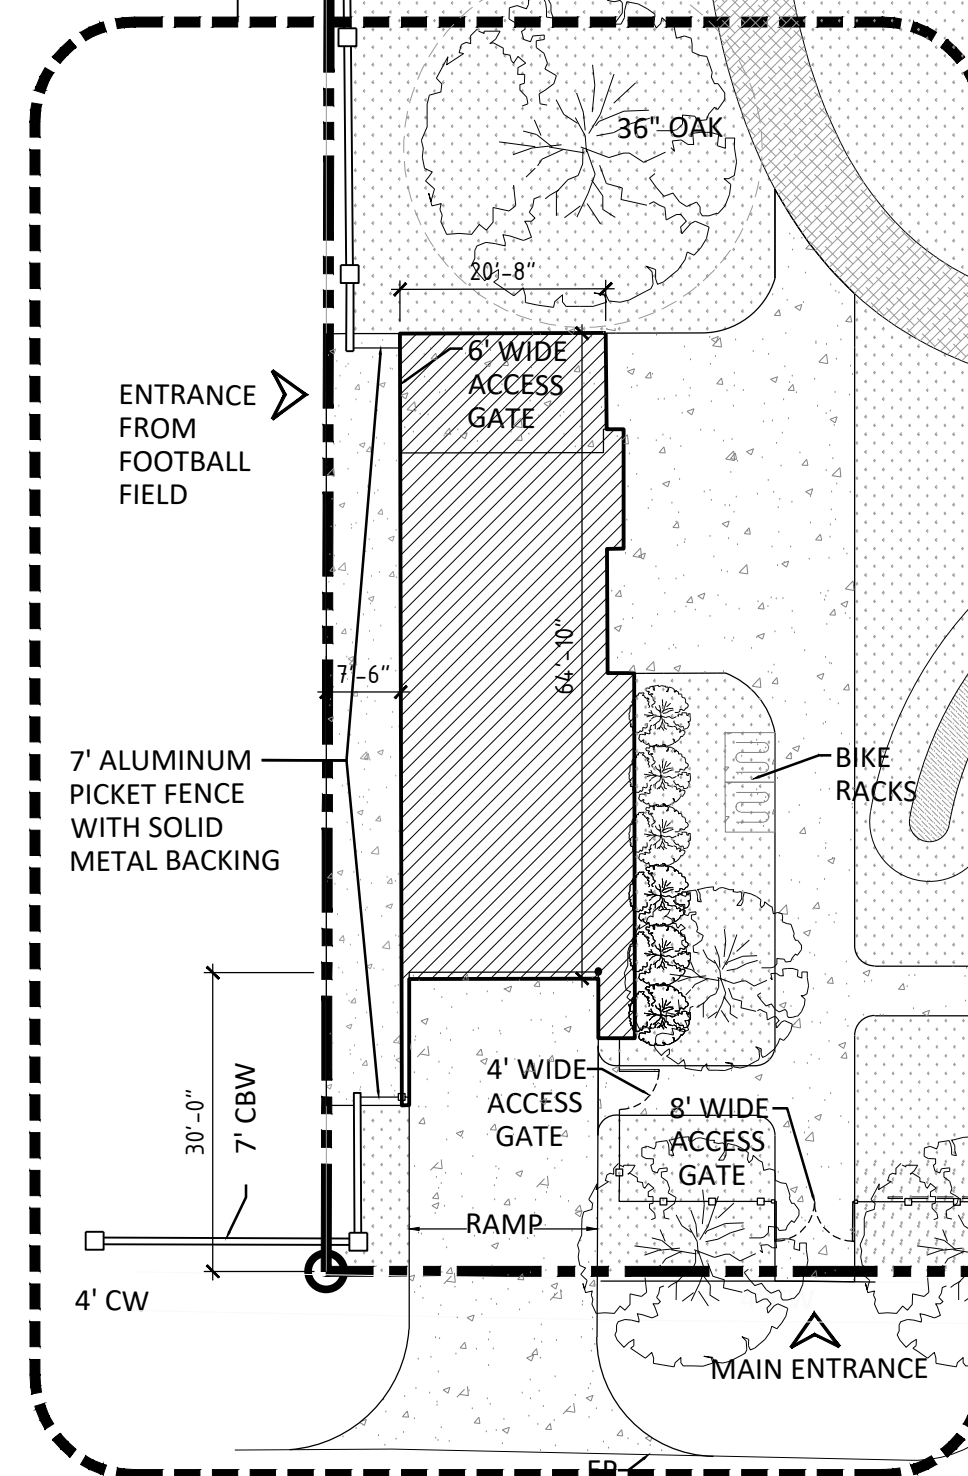 36" OAK
20'-8"
6' WIDE
ACCESS
GATE
ENTRANCE
FROM
FOOTBALL
FIELD
64'-10"
7'-6"
7' ALUMINUM
PICKET FENCE
WITH SOLID
METAL BACKING
BIKE
RACKS
4' WIDE
ACCESS
GATE
30'-0"
7' CBW
8' WIDE
ACCESS
GATE
RAMP
4' CW
MAIN ENTRANCE